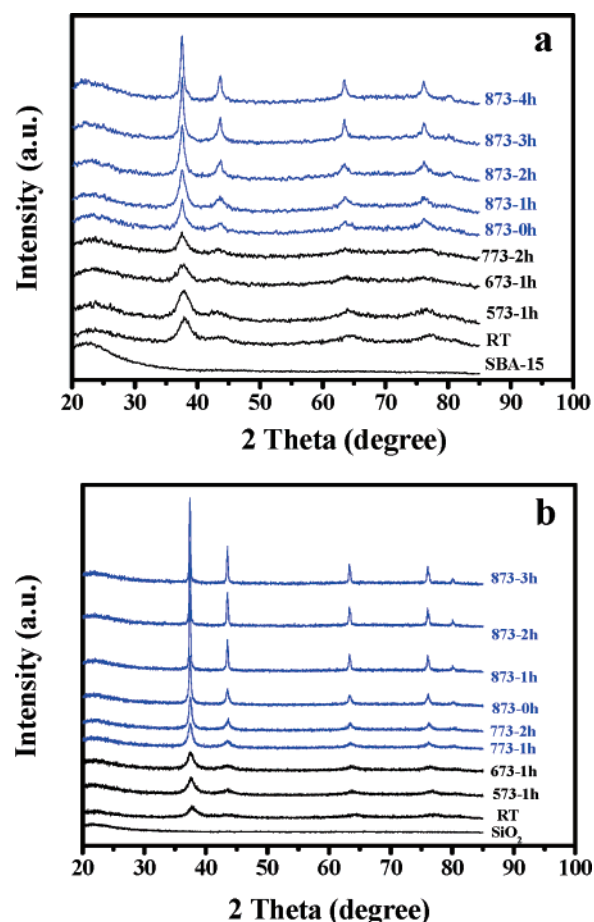 a
873-4h
873-3h
873-2h
873-1h
873-0h
773-2h
673-1h
573-1h
RT
SBA-15
Intensity (a.u.)
20 30 40 50 60 70 80 90 100
2 Theta (degree)
b
873-3h
873-2h
873-1h
873-0h
773-2h
773-1h
673-1h
573-1h
RT
SiO₂
Intensity (a.u.)
20 30 40 50 60 70 80 90 100
2 Theta (degree)